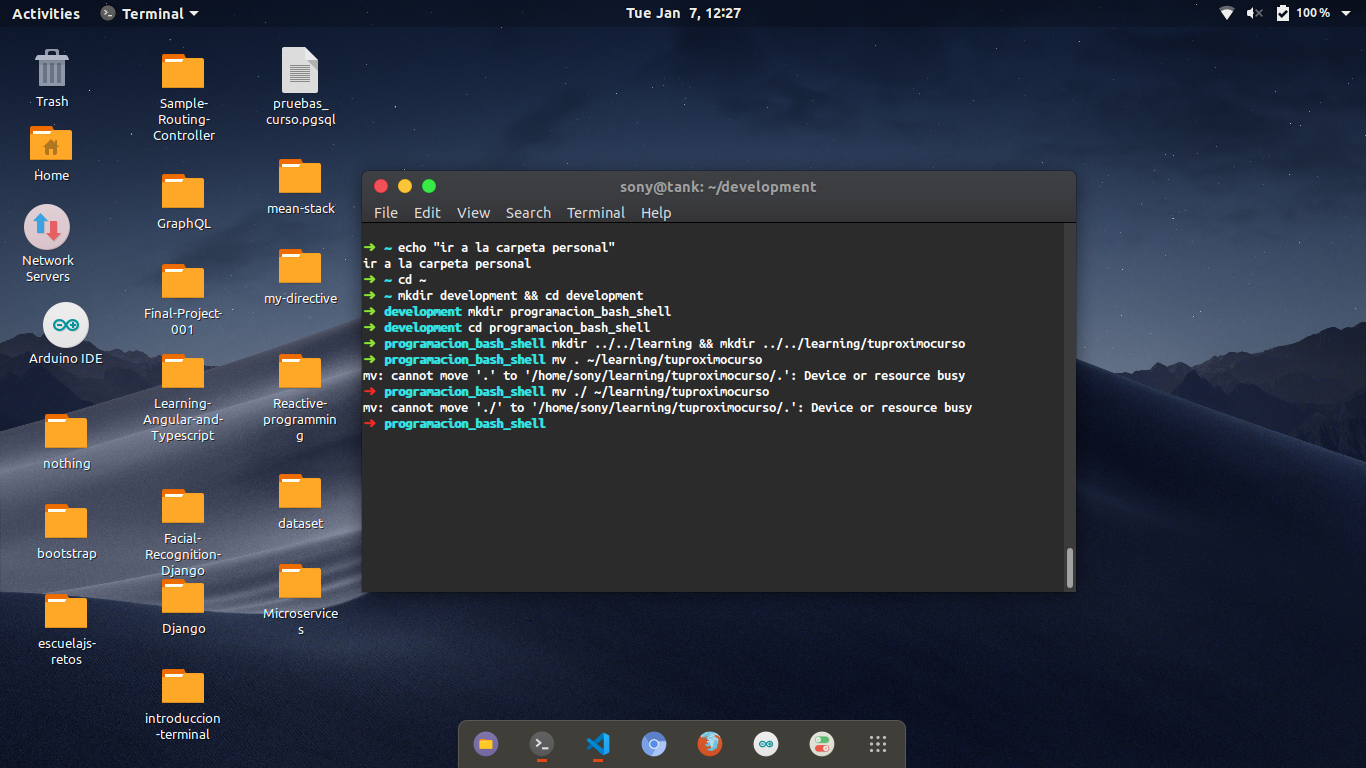 Activities
Terminal
Tue Jan 7, 12:27
100 %
Trash
Home
Network
Servers
Arduino IDE
nothing
bootstrap
escuelajs-
retos
Sample-
Routing-
Controller
GraphQL
Final-Project-
001
Learning-
Angular-and-
Typescript
Facial-
Recognition-
Django
Django
introduccion
-terminal
pruebas_
curso.pgsql
mean-stack
my-directive
Reactive-
programmin
g
dataset
Microservice
s
sony@tank: ~/development
File Edit View Search Terminal Help
➜ ~ echo "ir a la carpeta personal"
ir a la carpeta personal
➜ ~ cd ~
➜ ~ mkdir development && cd development
➜ development mkdir programacion_bash_shell
➜ development cd programacion_bash_shell
➜ programacion_bash_shell mkdir ../../learning && mkdir ../../learning/tuproximocurso
➜ programacion_bash_shell mv . ~/learning/tuproximocurso
mv: cannot move '.' to '/home/sony/learning/tuproximocurso/.': Device or resource busy
➜ programacion_bash_shell mv ./ ~/learning/tuproximocurso
mv: cannot move './' to '/home/sony/learning/tuproximocurso/.': Device or resource busy
➜ programacion_bash_shell